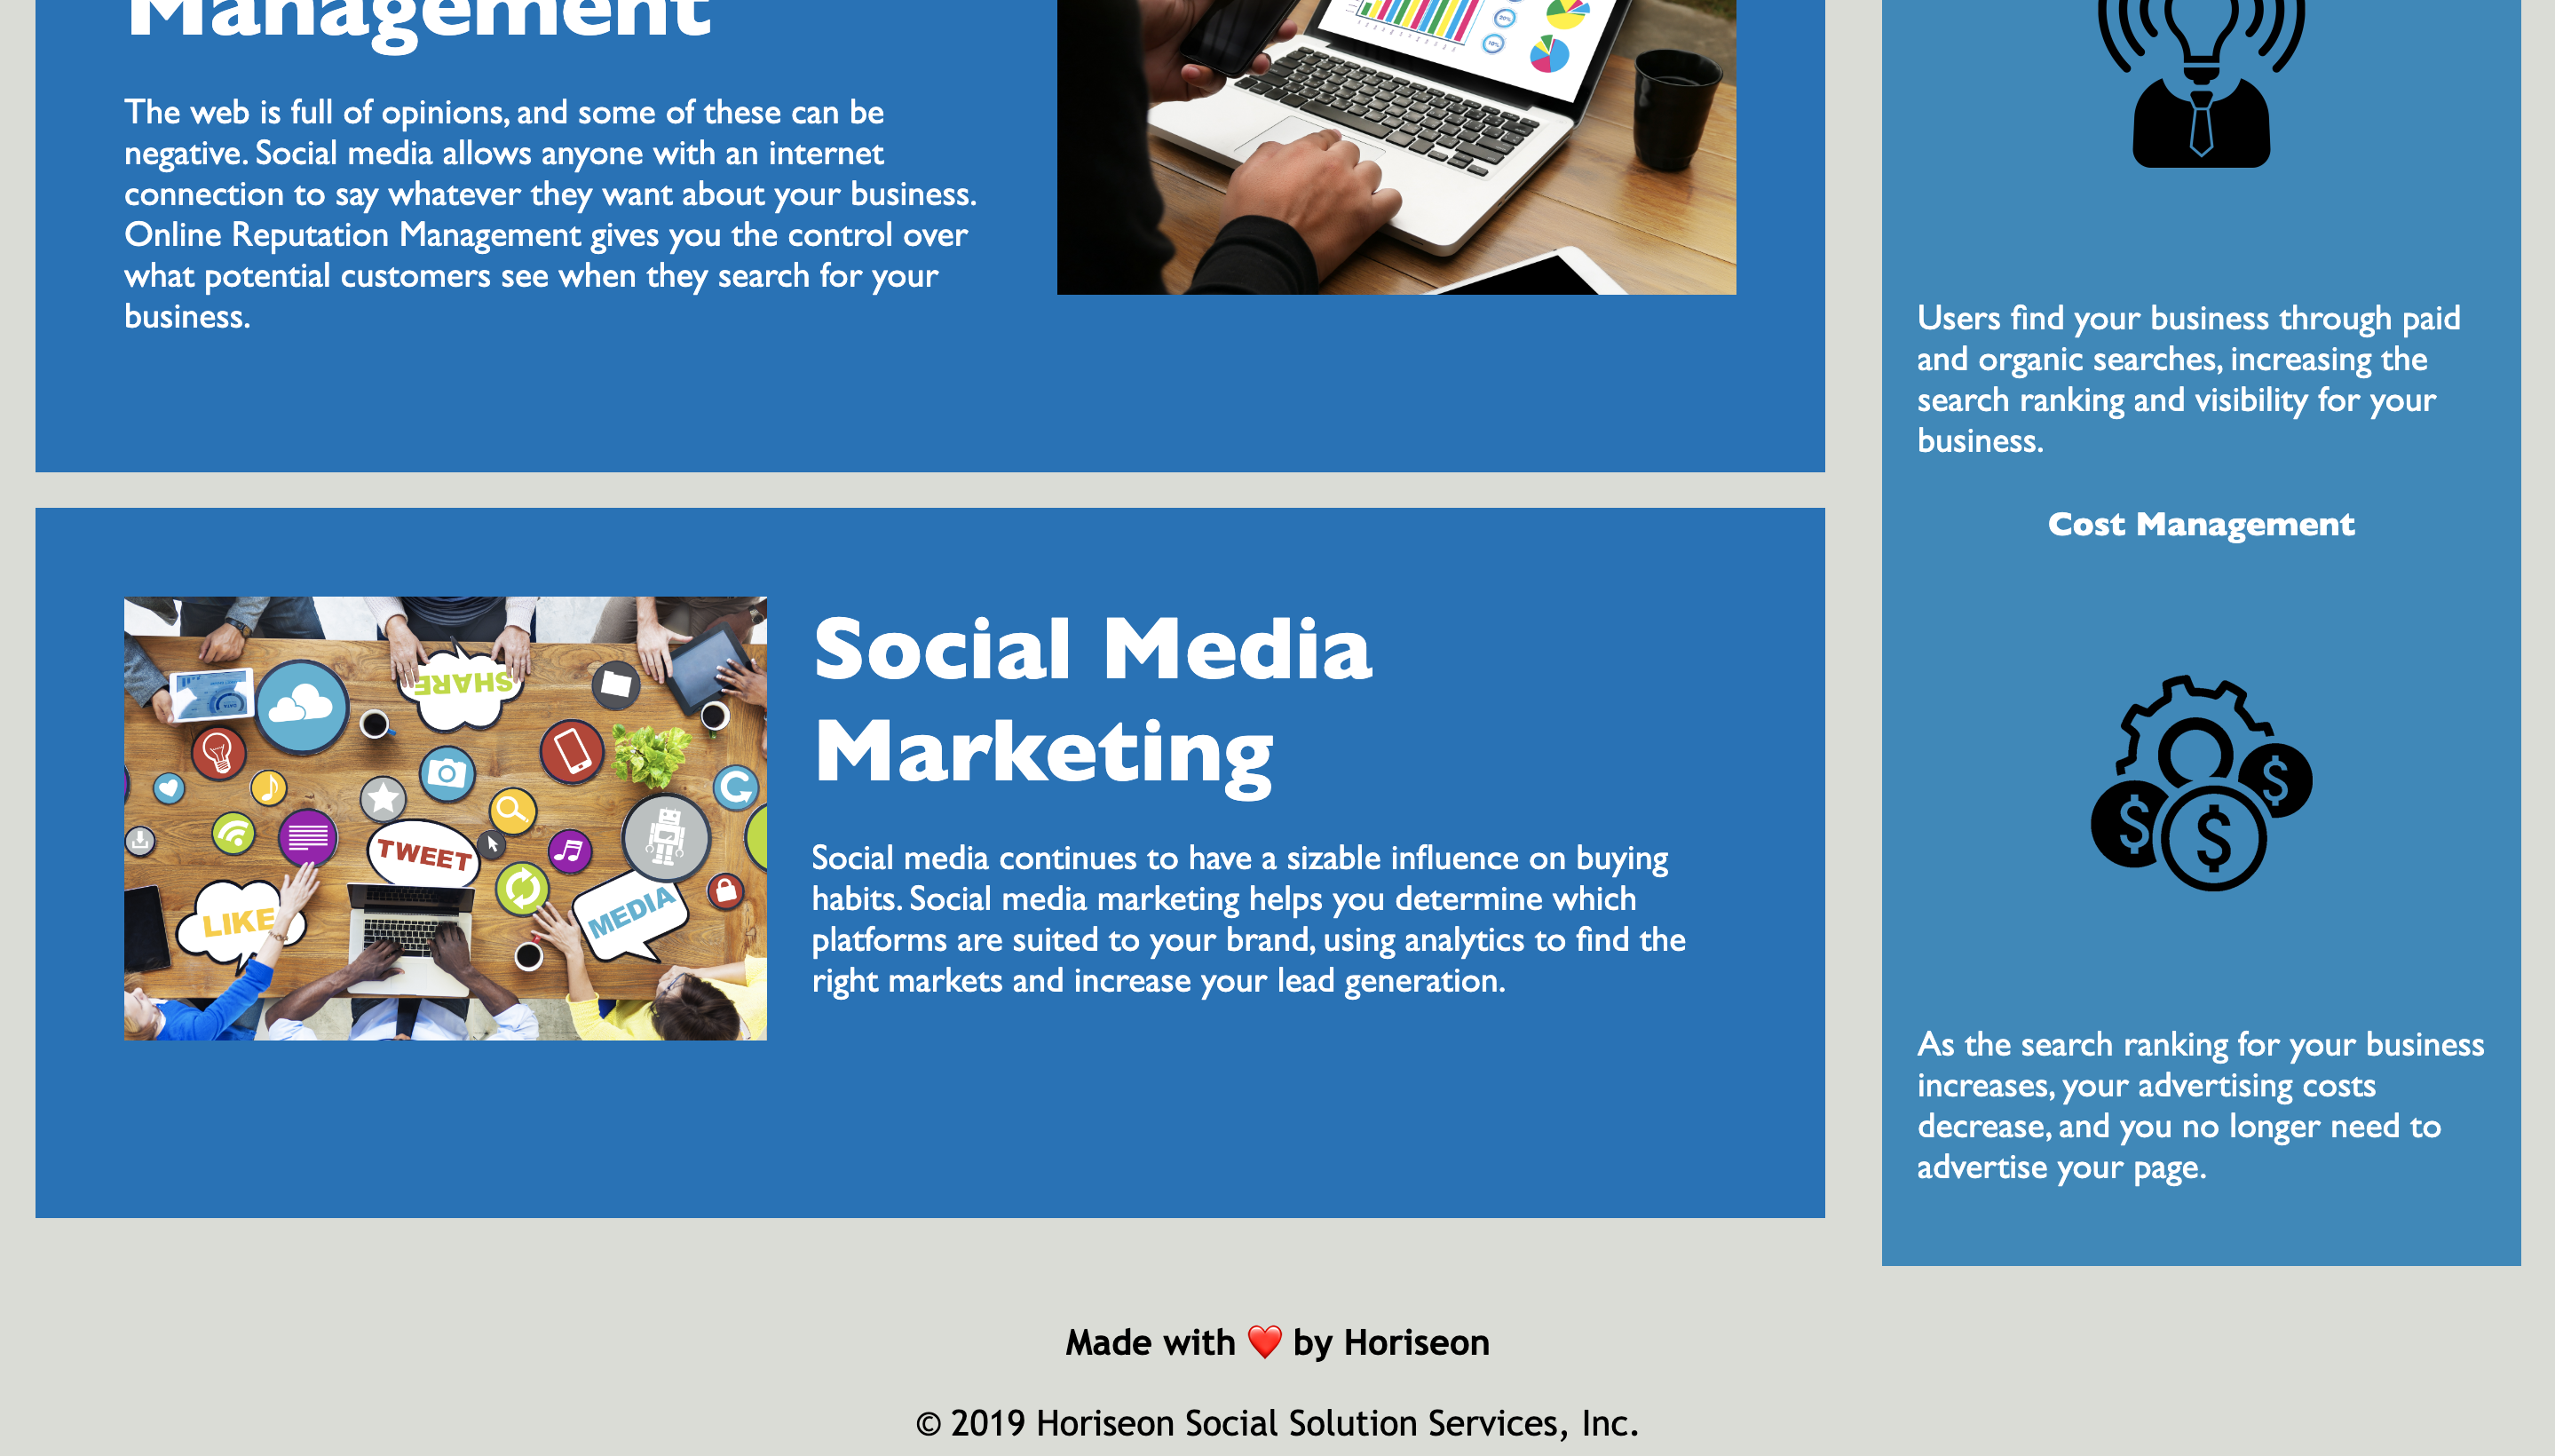 Management
The web is full of opinions, and some of these can be
negative. Social media allows anyone with an internet
connection to say whatever they want about your business.
Online Reputation Management gives you the control over
what potential customers see when they search for your
business.
SHARE
TWEET
LIKE
MEDIA
Social Media
Marketing
Social media continues to have a sizable influence on buying
habits. Social media marketing helps you determine which
platforms are suited to your brand, using analytics to find the
right markets and increase your lead generation.
Users find your business through paid
and organic searches, increasing the
search ranking and visibility for your
business.
Cost Management
$
$
$
As the search ranking for your business
increases, your advertising costs
decrease, and you no longer need to
advertise your page.
Made with ❤️ by Horiseon
© 2019 Horiseon Social Solution Services, Inc.